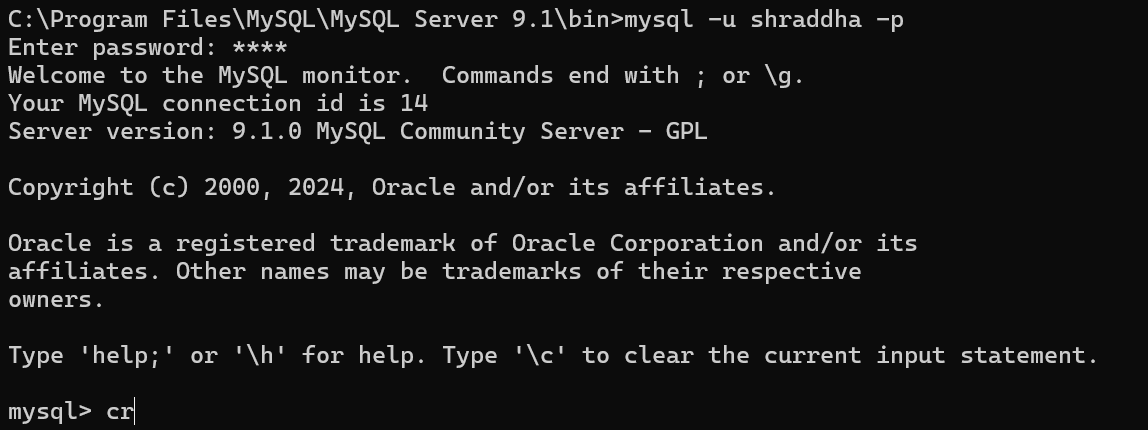 C:\Program Files\MySQL\MySQL Server 9.1\bin>mysql -u shraddha -p
Enter password: ****
Welcome to the MySQL monitor.  Commands end with ; or \g.
Your MySQL connection id is 14
Server version: 9.1.0 MySQL Community Server - GPL
Copyright (c) 2000, 2024, Oracle and/or its affiliates.
Oracle is a registered trademark of Oracle Corporation and/or its
affiliates. Other names may be trademarks of their respective
owners.
Type 'help;' or '\h' for help. Type '\c' to clear the current input statement.
mysql> cr